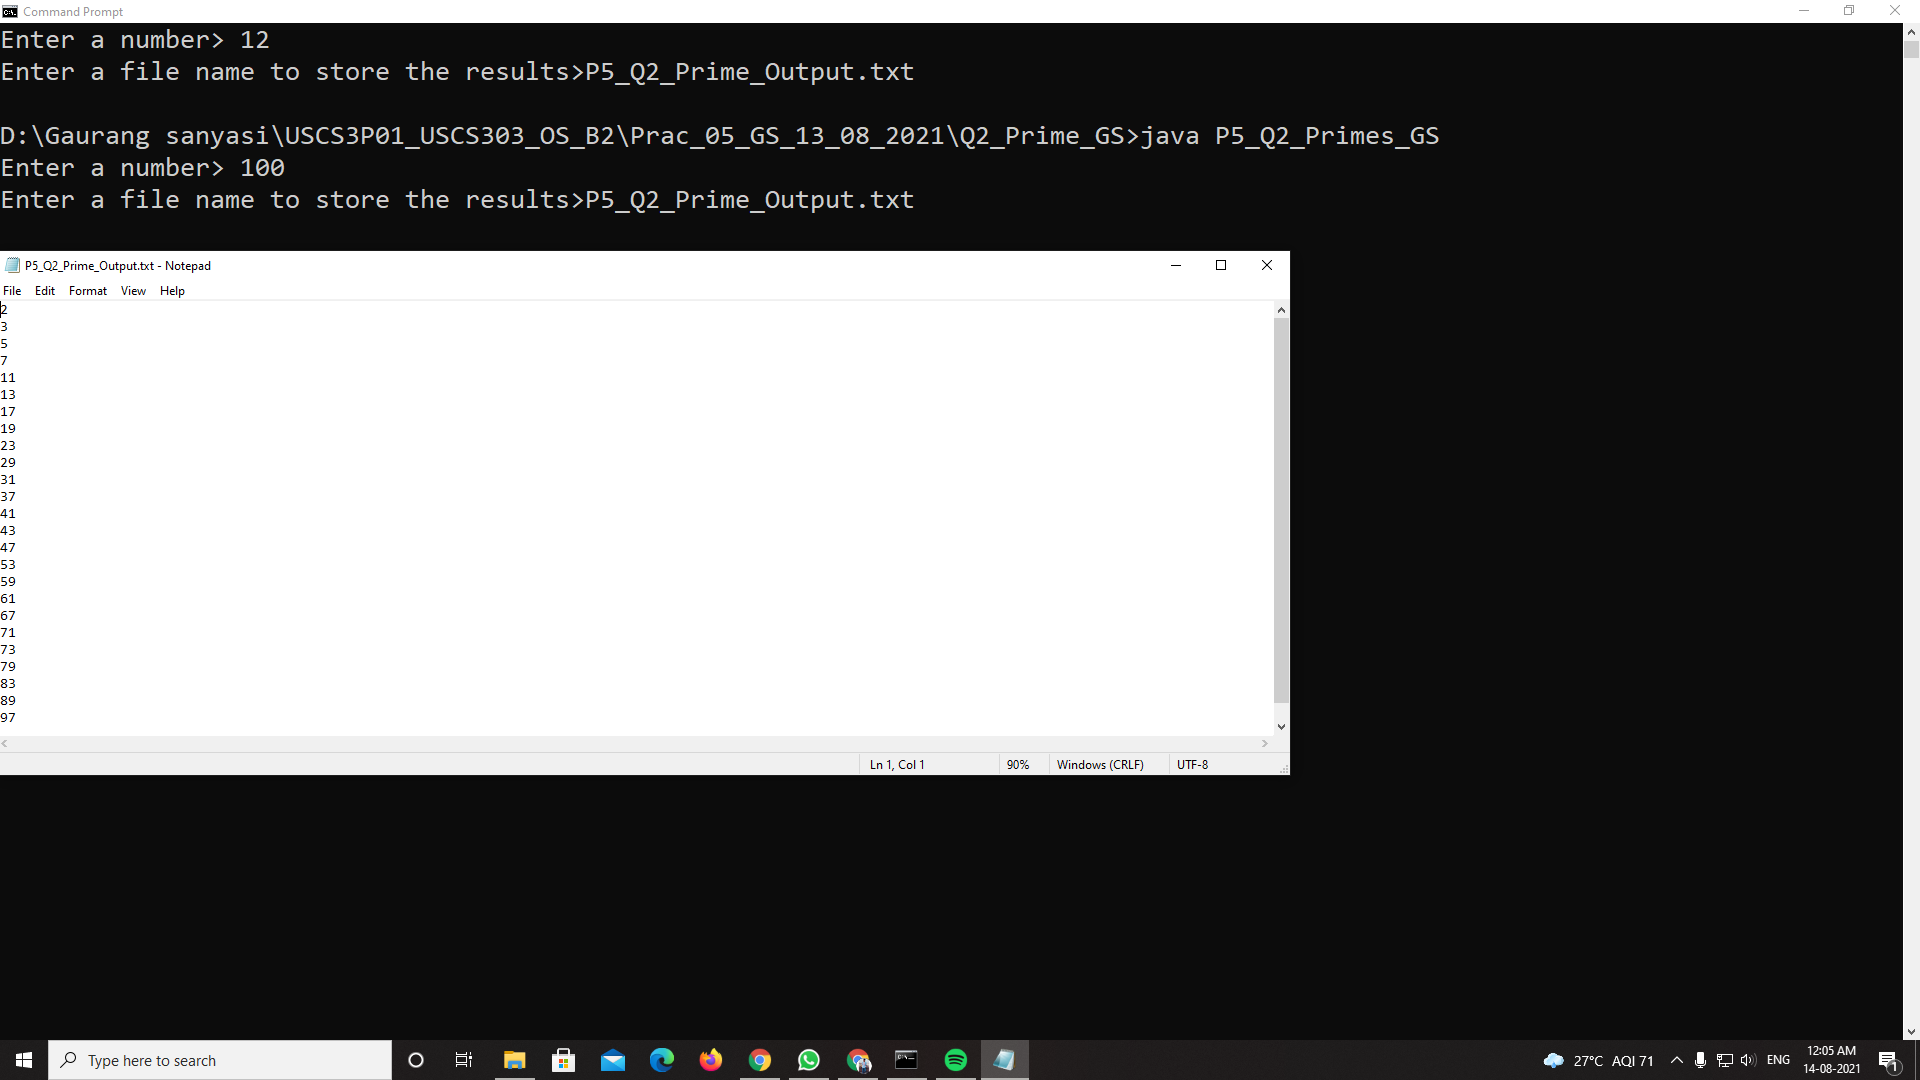 Command Prompt
Enter a number> 12
Enter a file name to store the results>P5_Q2_Prime_Output.txt
D:\Gaurang sanyasi\USCS3P01_USCS303_OS_B2\Prac_05_GS_13_08_2021\Q2_Prime_GS>java P5_Q2_Primes_GS
Enter a number> 100
Enter a file name to store the results>P5_Q2_Prime_Output.txt
P5_Q2_Prime_Output.txt - Notepad
File Edit Format View Help
2
3
5
7
11
13
17
19
23
29
31
37
41
43
47
53
59
61
67
71
73
79
83
89
97
Ln 1, Col 1 90% Windows (CRLF) UTF-8
Type here to search
27°C AQI 71 ENG
12:05 AM
14-08-2021
1